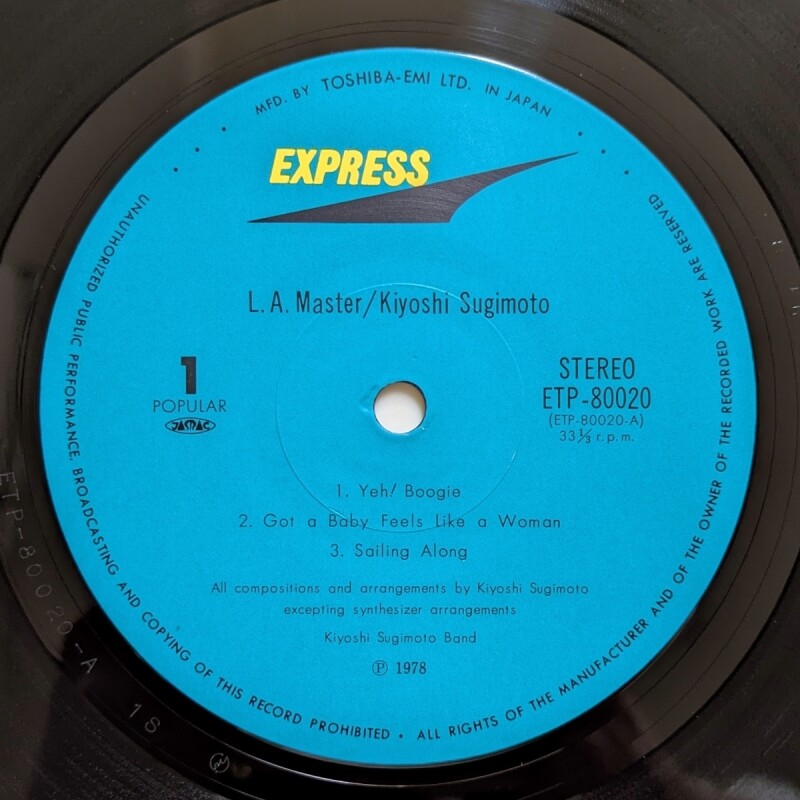 MFD. BY TOSHIBA-EMI LTD. IN JAPAN
EXPRESS
L.A. Master/Kiyoshi Sugimoto
1
POPULAR
JASRAC
STEREO
ETP-80020
(ETP-80020-A)
33⅓ r.p.m.
1. Yeh! Boogie
2. Got a Baby Feels Like a Woman
3. Sailing Along
All compositions and arrangements by Kiyoshi Sugimoto
excepting synthesizer arrangements
Kiyoshi Sugimoto Band
Ⓟ 1978
UNAUTHORIZED PUBLIC PERFORMANCE, BROADCASTING AND COPYING OF THIS RECORD PROHIBITED • ALL RIGHTS OF THE MANUFACTURER AND OF THE OWNER OF THE RECORDED WORK ARE RESERVED
ETP-80020-A 1S